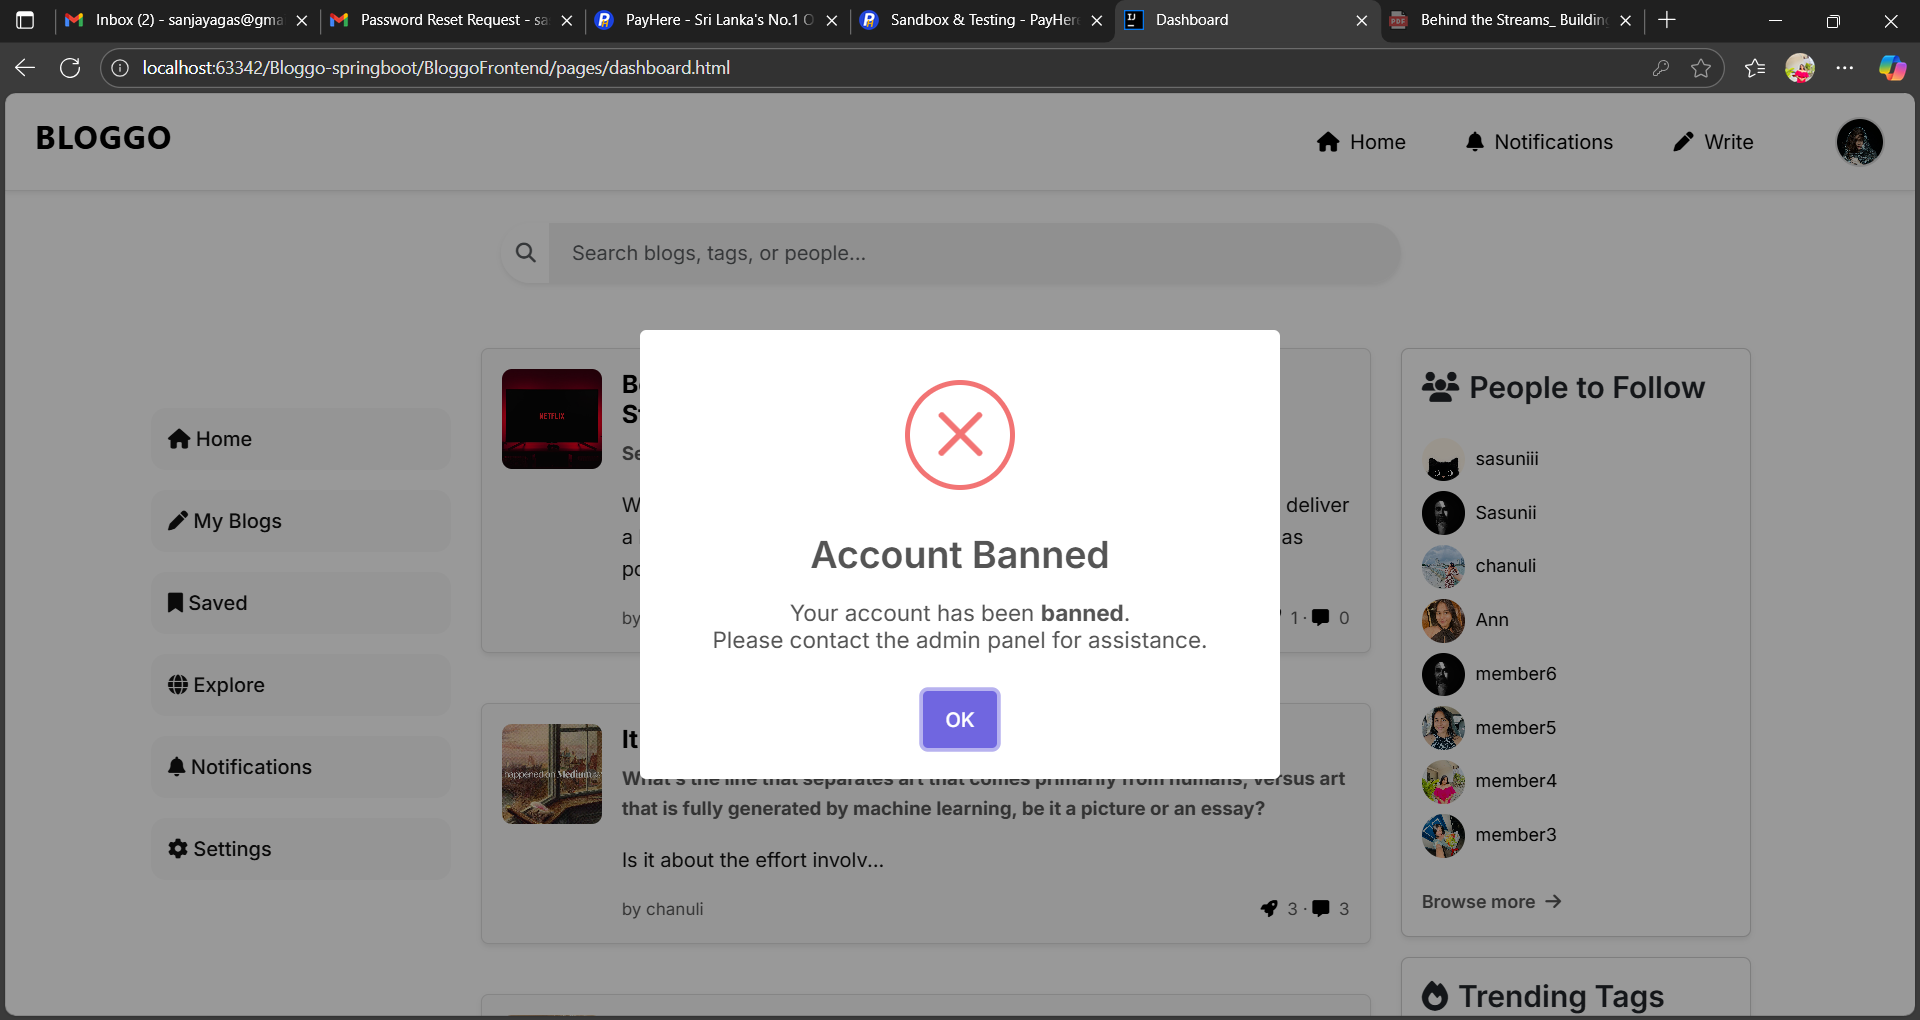 Inbox (2) - sanjayagas@gma
Password Reset Request - sa
PayHere - Sri Lanka's No.1 O
Sandbox & Testing - PayHere
Dashboard
Behind the Streams_ Building
localhost:63342/Bloggo-springboot/BloggoFrontend/pages/dashboard.html
BLOGGO
Home
Notifications
Write
Search blogs, tags, or people...
Home
My Blogs
Saved
Explore
Notifications
Settings
deliver
a
as
by
1 · 0
Account Banned
Your account has been banned.
Please contact the admin panel for assistance.
OK
It
NETFLIX
happened on Medium
What's the line that separates art that comes primarily from humans, versus art
that is fully generated by machine learning, be it a picture or an essay?
Is it about the effort involv...
by chanuli
3 · 3
People to Follow
sasuniii
Sasunii
chanuli
Ann
member6
member5
member4
member3
Browse more →
Trending Tags